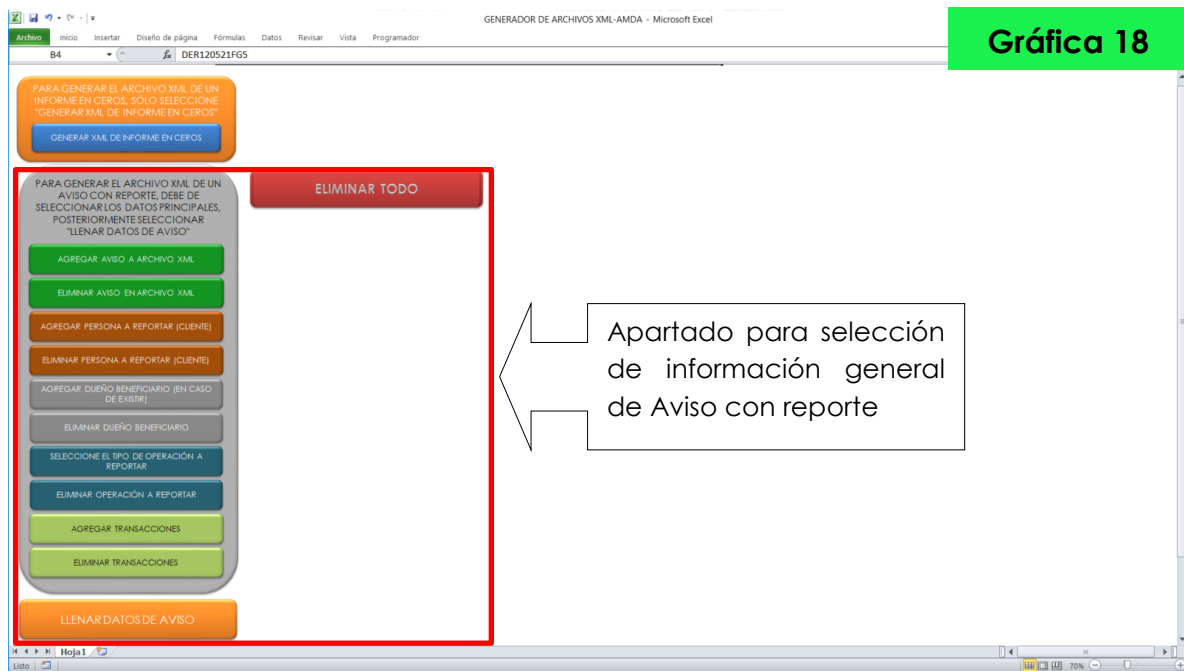 GENERADOR DE ARCHIVOS XML-AMDA - Microsoft Excel
Gráfica 18
Archivo Inicio Insertar Diseño de página Fórmulas Datos Revisar Vista Programador
B4 fx DER120521FG5
PARA GENERAR EL ARCHIVO XML DE UN
INFORME EN CEROS, SÓLO SELECCIONE
"GENERAR XML DE INFORME EN CEROS"
GENERAR XML DE INFORME EN CEROS
PARA GENERAR EL ARCHIVO XML DE UN
AVISO CON REPORTE, DEBE DE
SELECCIONAR LOS DATOS PRINCIPALES,
POSTERIORMENTE SELECCIONAR
"LLENAR DATOS DE AVISO"
ELIMINAR TODO
AGREGAR AVISO A ARCHIVO XML
ELIMINAR AVISO EN ARCHIVO XML
AGREGAR PERSONA A REPORTAR (CLIENTE)
ELIMINAR PERSONA A REPORTAR (CLIENTE)
AGREGAR DUEÑO BENEFICIARIO (EN CASO
DE EXISTIR)
ELIMINAR DUEÑO BENEFICIARIO
SELECCIONE EL TIPO DE OPERACIÓN A
REPORTAR
ELIMINAR OPERACIÓN A REPORTAR
AGREGAR TRANSACCIONES
ELIMINAR TRANSACCIONES
LLENAR DATOS DE AVISO
Apartado para selección
de información general
de Aviso con reporte
Hoja1
Listo
70%